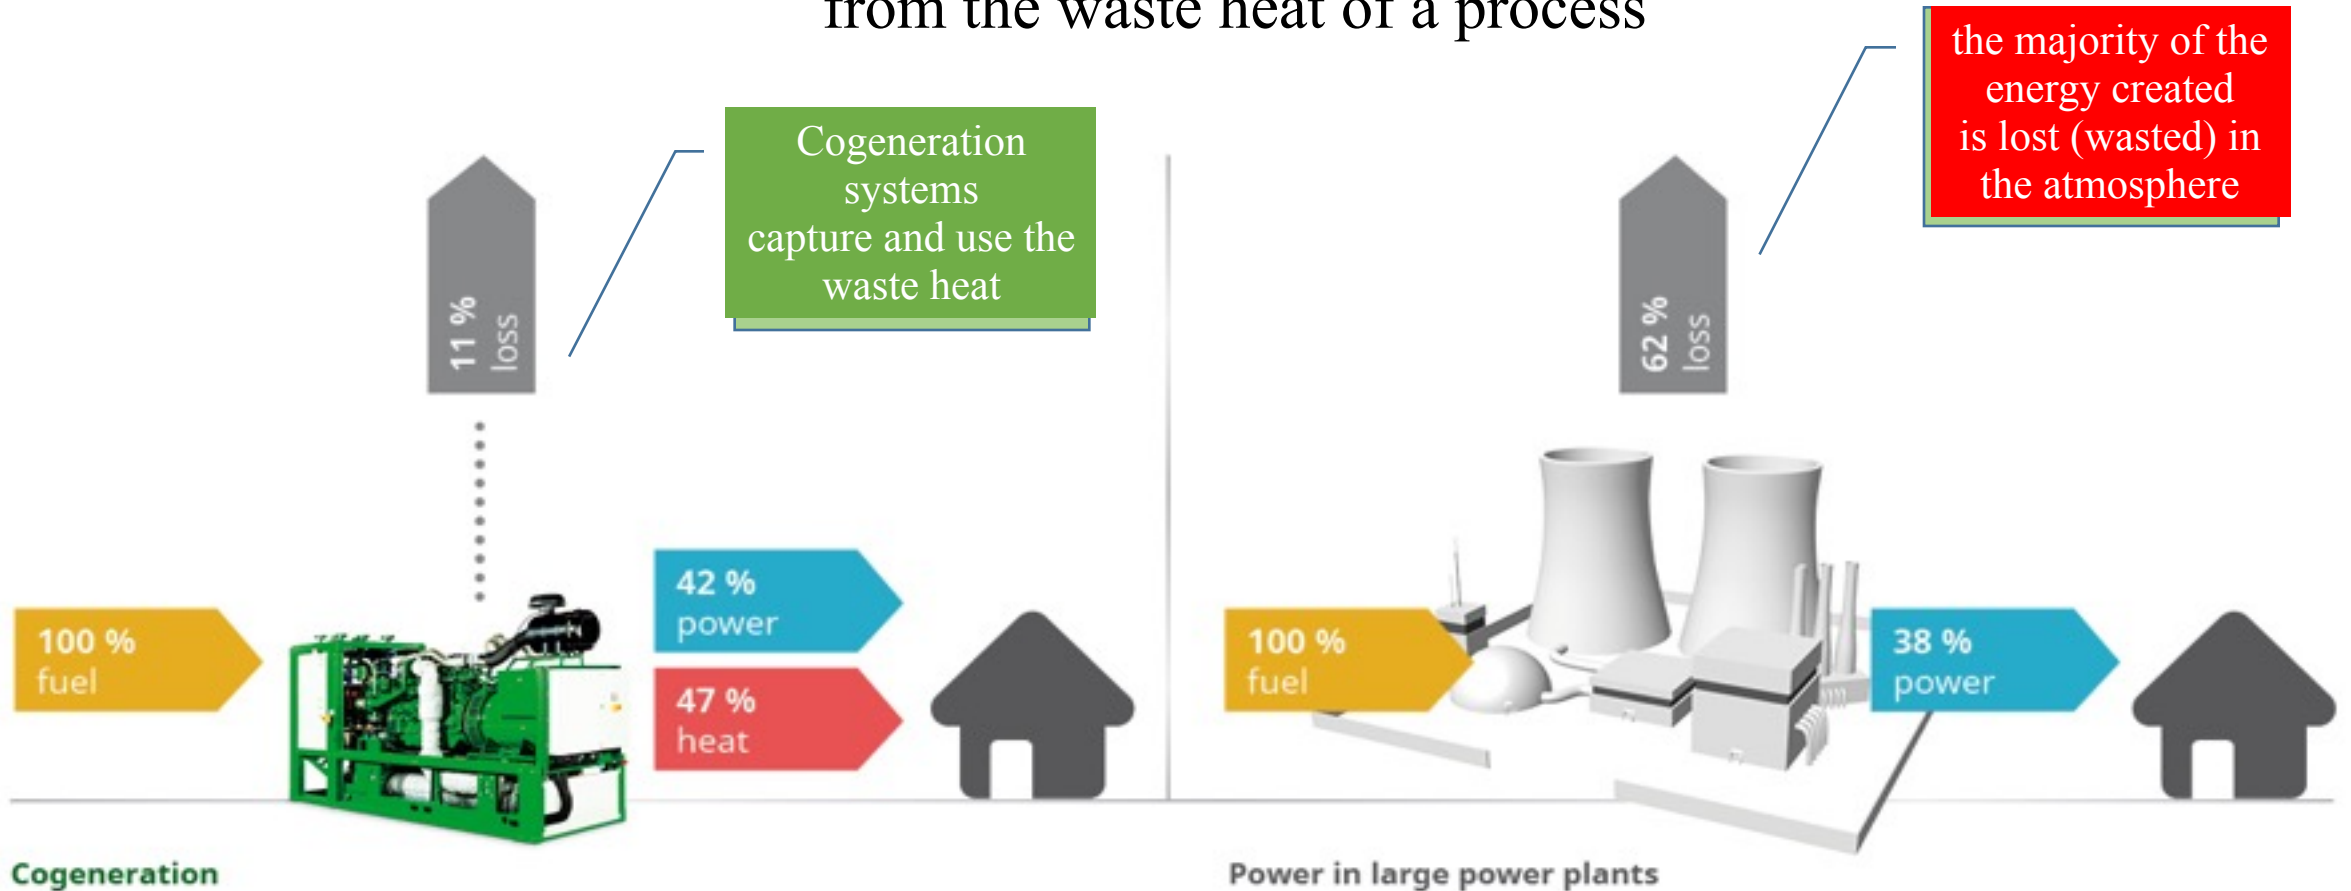 from the waste heat of a process
Cogeneration
systems
capture and use the
waste heat
the majority of the
energy created
is lost (wasted) in
the atmosphere
11 %
loss
62 %
loss
100 %
fuel
42 %
power
47 %
heat
100 %
fuel
38 %
power
Cogeneration
Power in large power plants